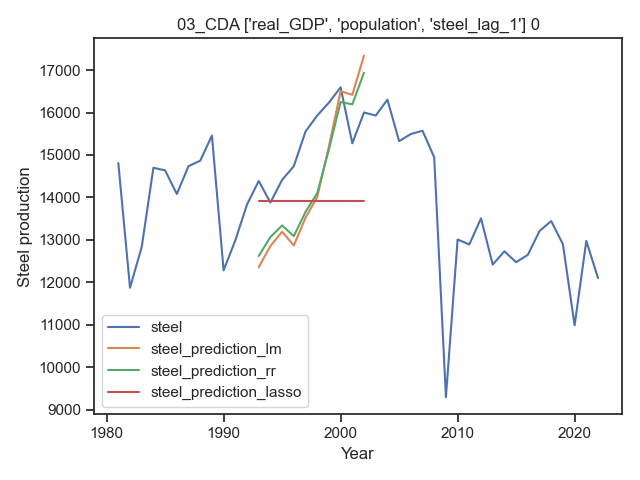 03_CDA ['real_GDP', 'population', 'steel_lag_1'] 0
17000
16000
15000
14000
13000
12000
11000
10000
9000
Steel production
steel
steel_prediction_lm
steel_prediction_rr
steel_prediction_lasso
1980
1990
2000
2010
2020
Year